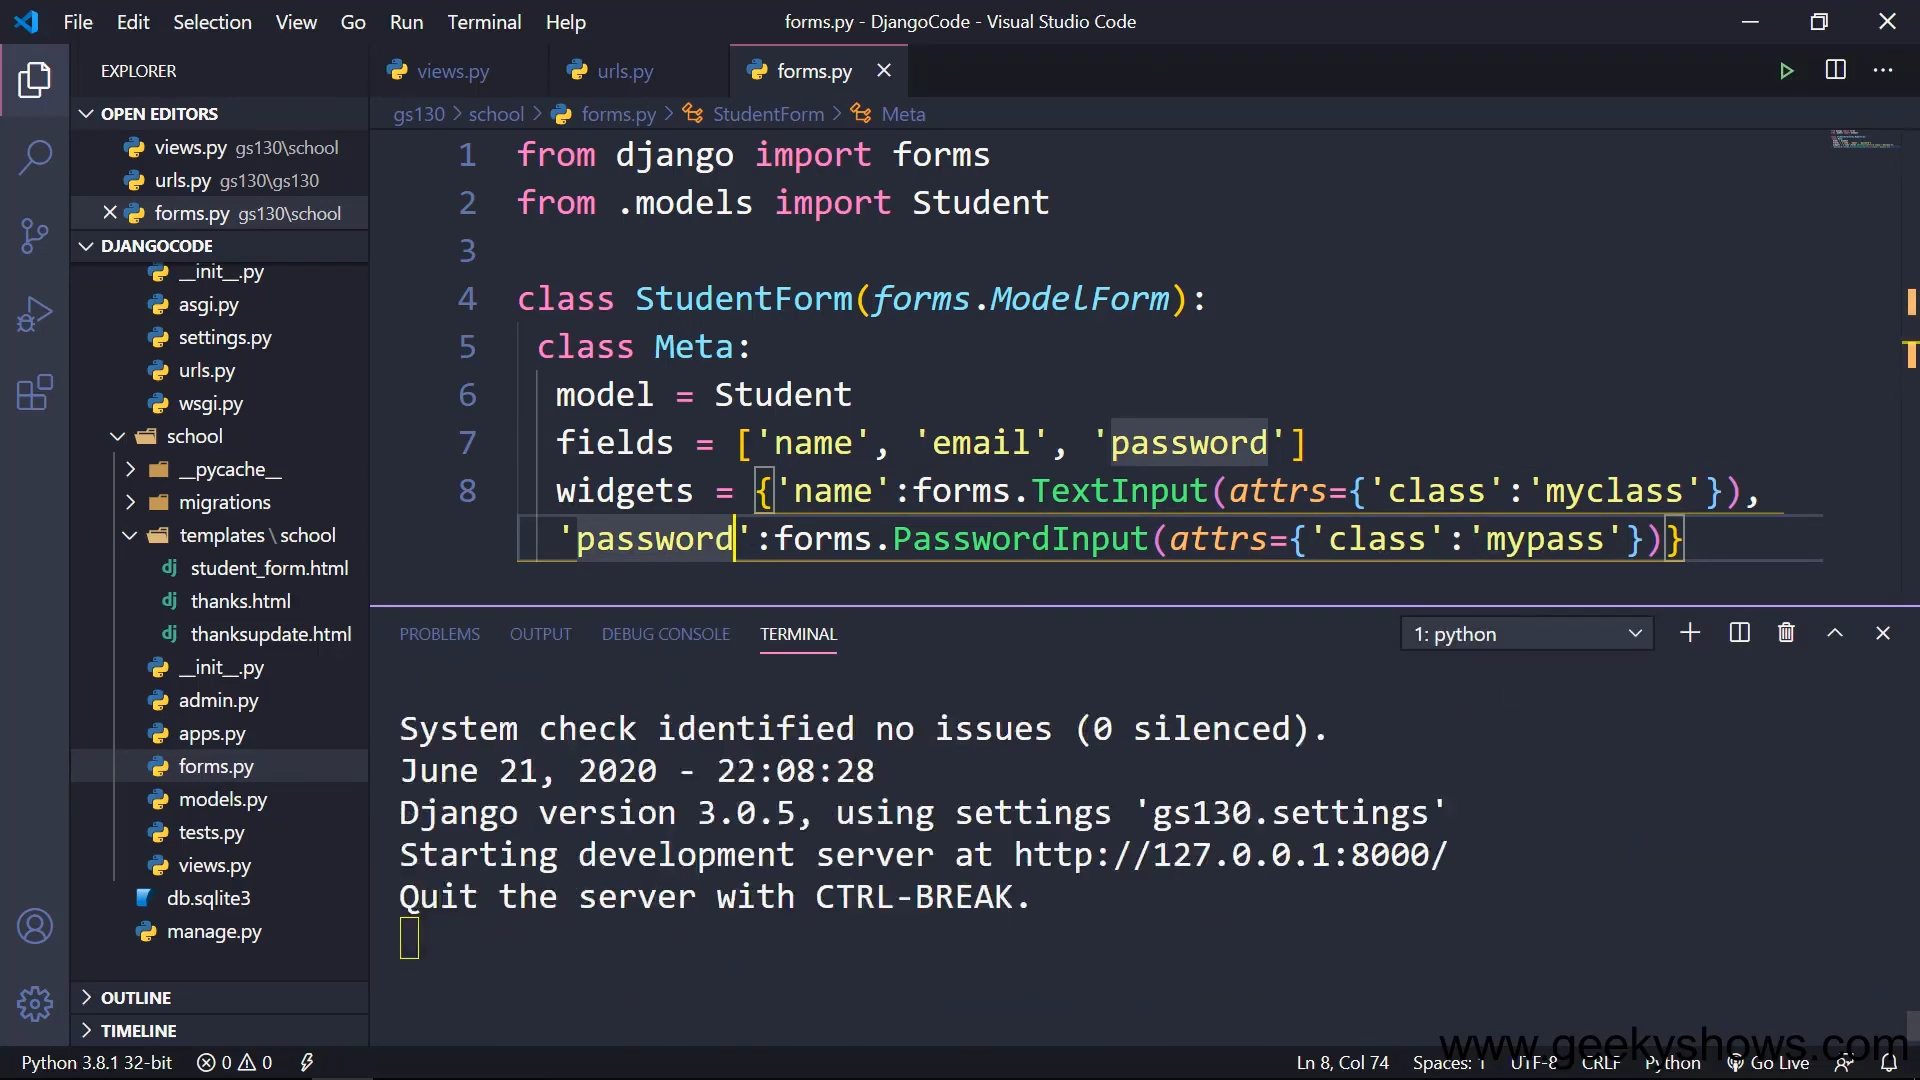 File Edit Selection View Go Run Terminal Help
forms.py - DjangoCode - Visual Studio Code
EXPLORER
views.py
urls.py
forms.py
OPEN EDITORS
views.py gs130\school
urls.py gs130\gs130
forms.py gs130\school
DJANGOCODE
__init__.py
asgi.py
settings.py
urls.py
wsgi.py
school
__pycache__
migrations
templates\school
student_form.html
thanks.html
thanksupdate.html
__init__.py
admin.py
apps.py
forms.py
models.py
tests.py
views.py
db.sqlite3
manage.py
OUTLINE
TIMELINE
gs130 > school > forms.py > StudentForm > Meta
1 from django import forms
2 from .models import Student
3
4 class StudentForm(forms.ModelForm):
5 class Meta:
6 model = Student
7 fields = ['name', 'email', 'password']
8 widgets = {'name':forms.TextInput(attrs={'class':'myclass'}),
'password':forms.PasswordInput(attrs={'class':'mypass'})}
PROBLEMS OUTPUT DEBUG CONSOLE TERMINAL
1: python
System check identified no issues (0 silenced).
June 21, 2020 - 22:08:28
Django version 3.0.5, using settings 'gs130.settings'
Starting development server at http://127.0.0.1:8000/
Quit the server with CTRL-BREAK.
www.geekyshows.com
Python 3.8.1 32-bit 0 0
Ln 8, Col 74 Spaces: 1 UTF-8 CRLF Python Go Live